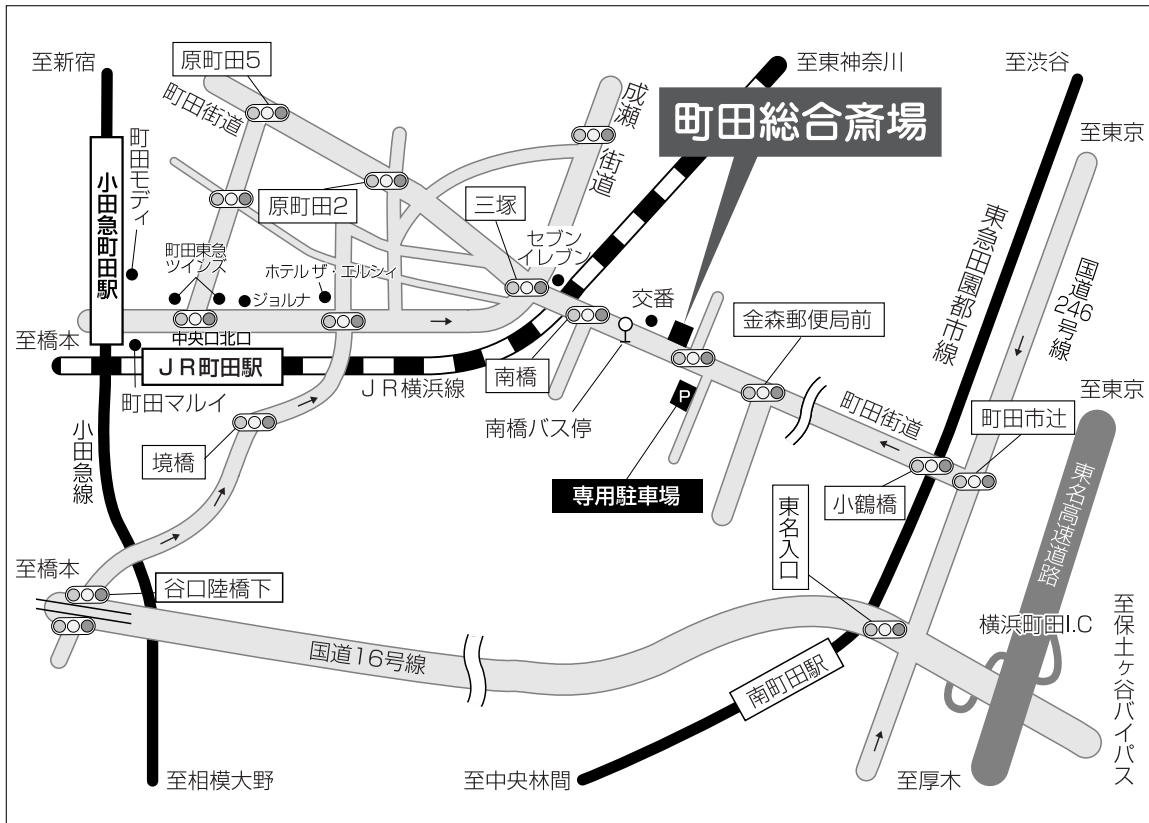 至新宿
原町田5
町田街道
成瀬
街道
至東神奈川
至渋谷
至東京
町田総合斎場
町田モディ
小田急町田駅
原町田2
三塚
セブン
イレブン
東急田園都市線
国道
246
号線
町田東急
ツインズ
ホテル ザ・エルシィ
ジョルナ
交番
金森郵便局前
中央口北口
至橋本
JR町田駅
JR横浜線
南橋
P
至東京
町田マルイ
南橋バス停
町田街道
町田市辻
小田急線
境橋
専用駐車場
小鶴橋
東名高速道路
東名入口
至橋本
谷口陸橋下
横浜町田I.C
至保土ヶ谷バイパス
国道16号線
南町田駅
至相模大野
至中央林間
至厚木